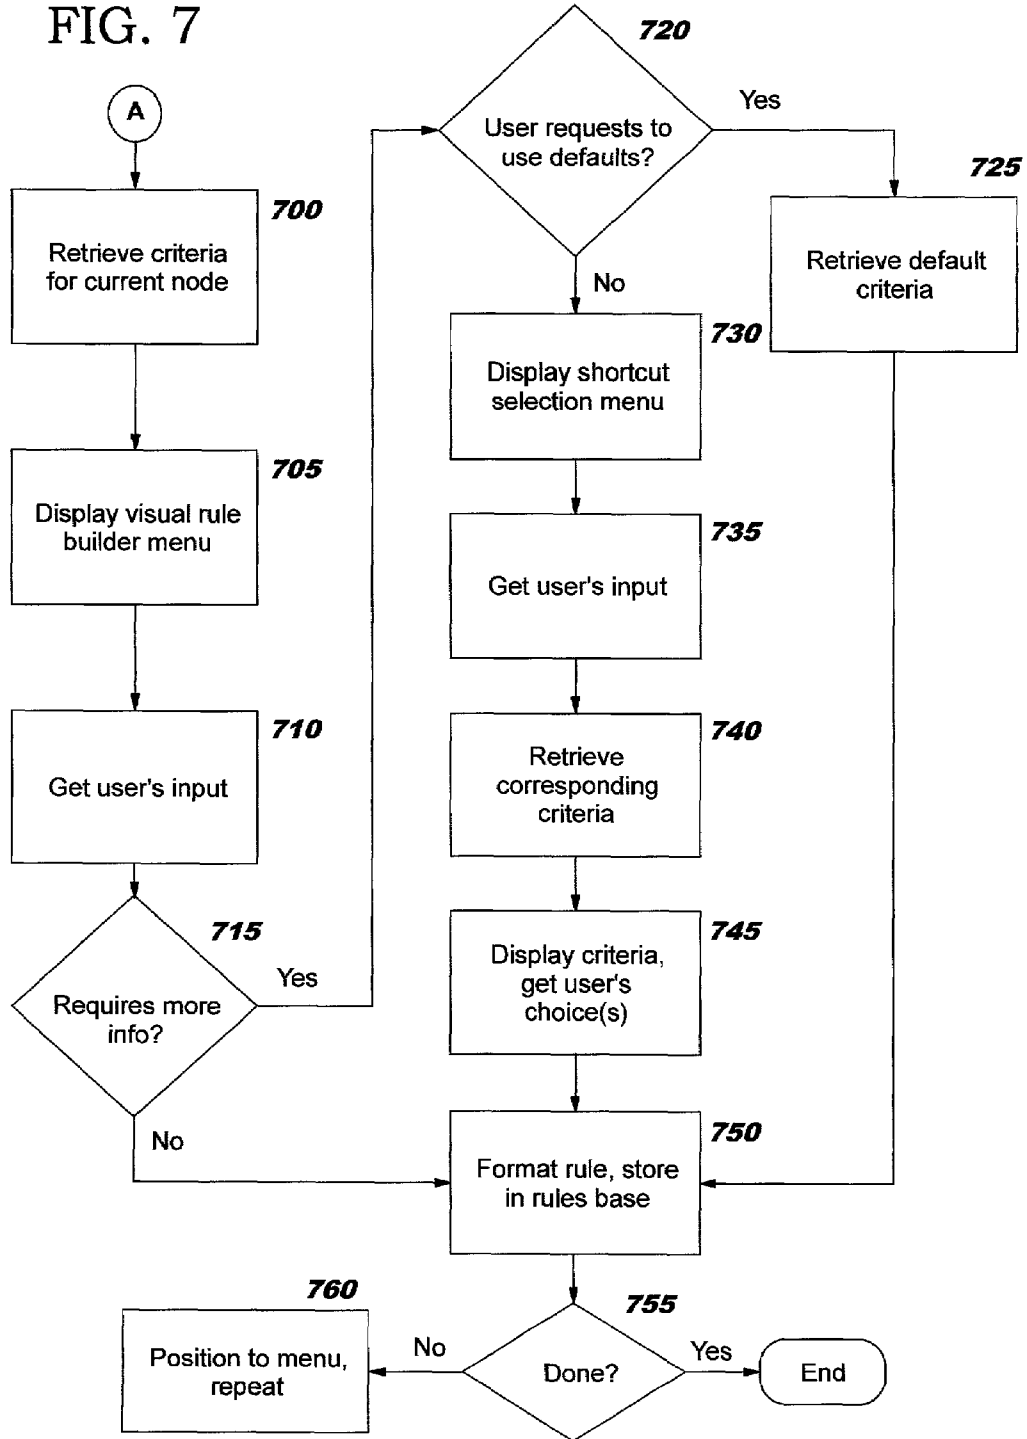 FIG. 7
A
700
Retrieve criteria
for current node
705
Display visual rule
builder menu
710
Get user's input
715
Requires more
info?
Yes
No
720
User requests to
use defaults?
Yes
No
725
Retrieve default
criteria
730
Display shortcut
selection menu
735
Get user's input
740
Retrieve
corresponding
criteria
745
Display criteria,
get user's
choice(s)
750
Format rule, store
in rules base
755
Done?
No
Yes
760
Position to menu,
repeat
End